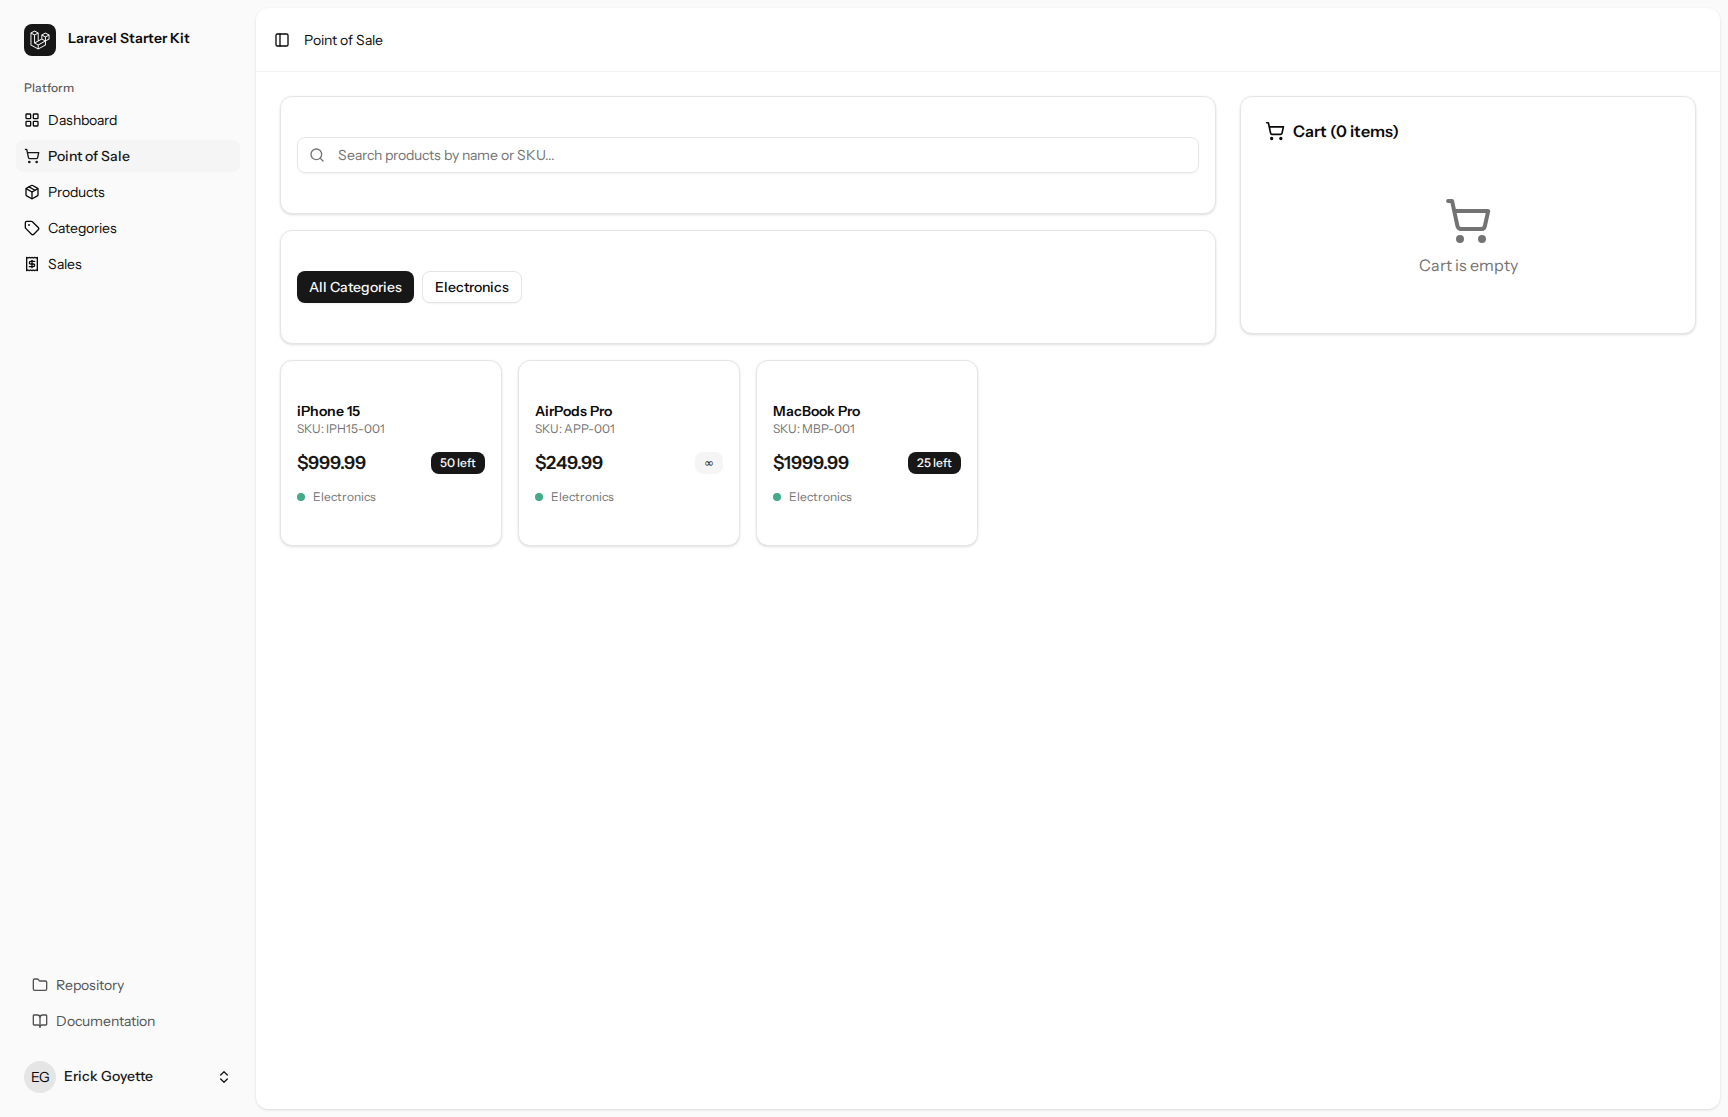 Laravel Starter Kit
Platform
Dashboard
Point of Sale
Products
Categories
Sales
Repository
Documentation
EG
Erick Goyette
Point of Sale
Search products by name or SKU...
All Categories
Electronics
iPhone 15
SKU: IPH15-001
$999.99
50 left
Electronics
AirPods Pro
SKU: APP-001
$249.99
∞
Electronics
MacBook Pro
SKU: MBP-001
$1999.99
25 left
Electronics
Cart (0 items)
Cart is empty